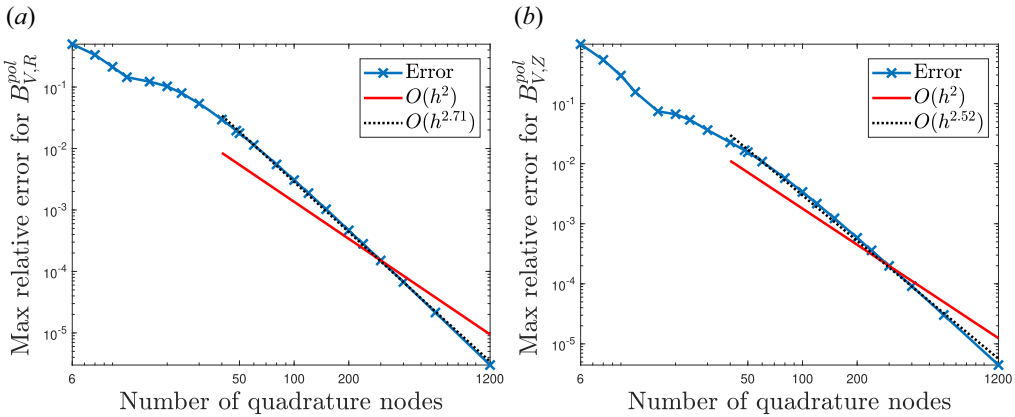 (a)
Max relative error for B^{pol}_{V,R}
10^{-1}
10^{-2}
10^{-3}
10^{-4}
10^{-5}
6
50
100
200
1200
Number of quadrature nodes
Error
O(h^2)
O(h^{2.71})
(b)
Max relative error for B^{pol}_{V,Z}
10^{-1}
10^{-2}
10^{-3}
10^{-4}
10^{-5}
6
50
100
200
1200
Number of quadrature nodes
Error
O(h^2)
O(h^{2.52})